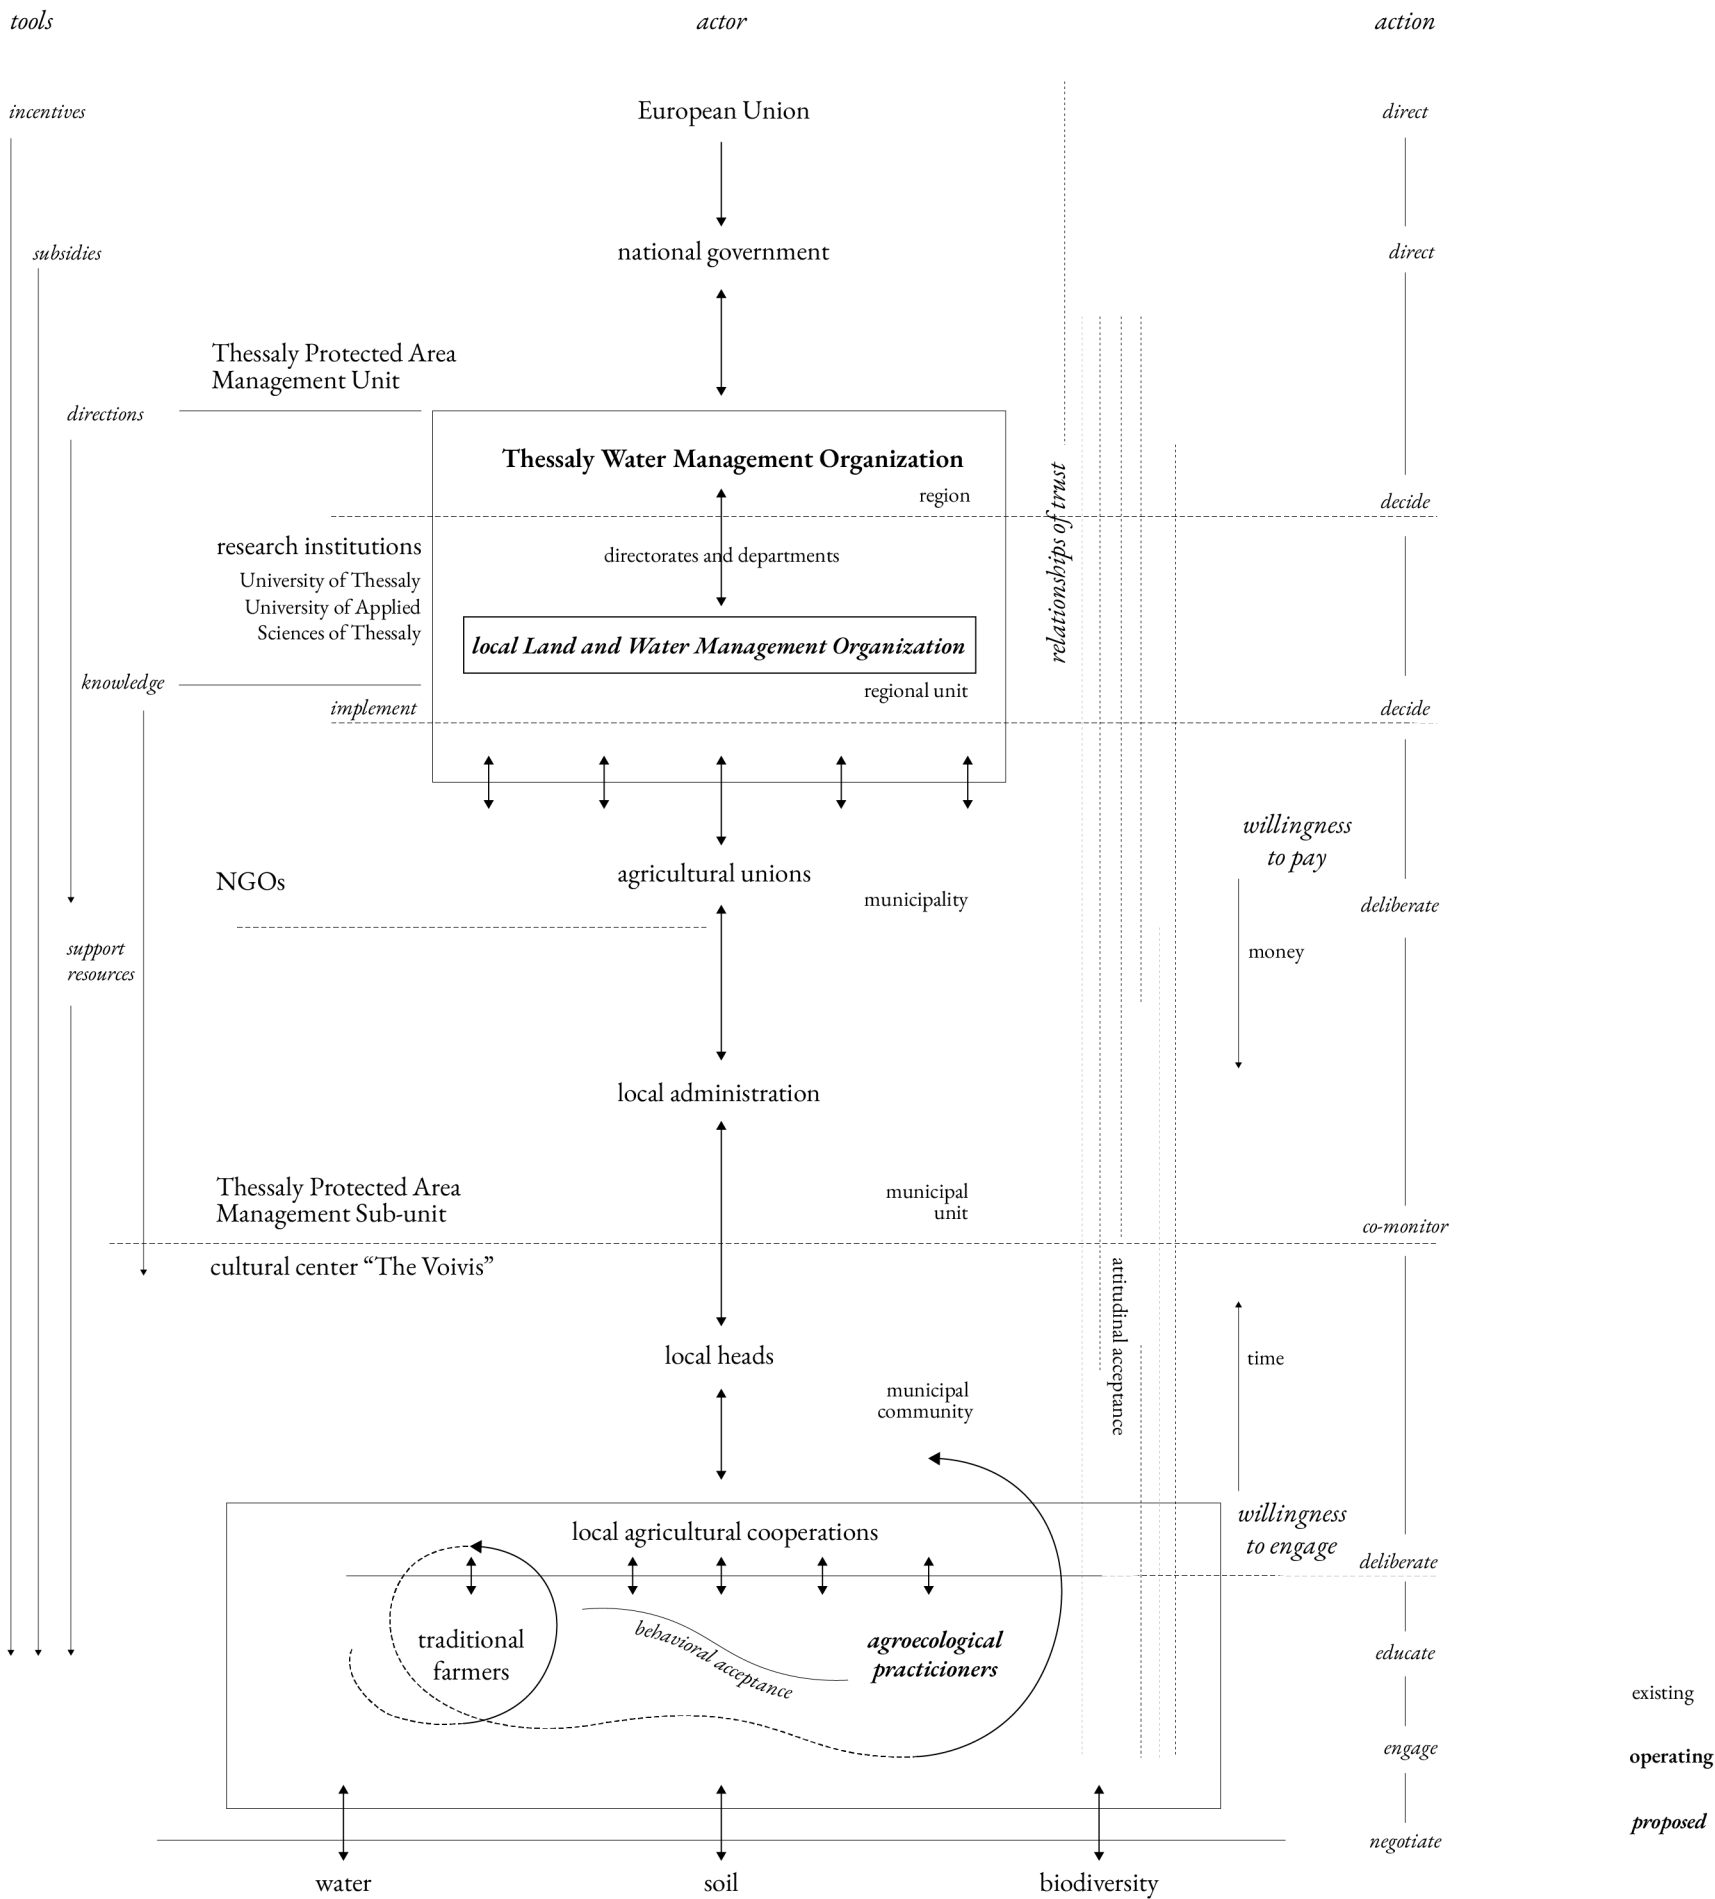 tools
actor
action
incentives
European Union
direct
subsidies
national government
direct
Thessaly Protected Area
Management Unit
directions
Thessaly Water Management Organization
region
decide
relationships of trust
research institutions
directorates and departments
University of Thessaly
University of Applied
Sciences of Thessaly
local Land and Water Management Organization
knowledge
regional unit
implement
decide
willingness
to pay
NGOs
agricultural unions
municipality
deliberate
support
resources
money
local administration
Thessaly Protected Area
Management Sub-unit
municipal
unit
co-monitor
cultural center “The Voivis”
attitudinal acceptance
local heads
time
municipal
community
willingness
to engage
local agricultural cooperations
deliberate
traditional
farmers
behavioral acceptance
agroecological
practicioners
educate
existing
engage
operating
proposed
negotiate
water
soil
biodiversity